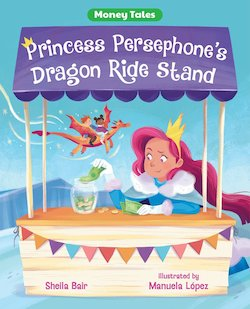 Money Tales
Princess Persephone's
Dragon Ride Stand
Sheila Bair
Illustrated by
Manuela López